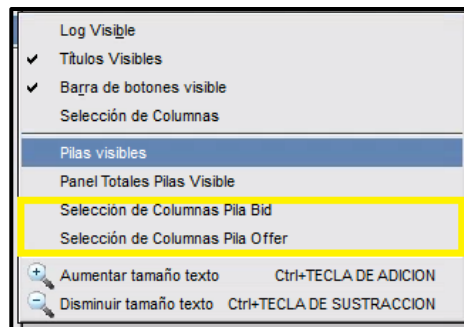 Log Visible
Títulos Visibles
Barra de botones visible
Selección de Columnas
Pilas visibles
Panel Totales Pilas Visible
Selección de Columnas Pila Bid
Selección de Columnas Pila Offer
Aumentar tamaño texto Ctrl+TECLA DE ADICION
Disminuir tamaño texto Ctrl+TECLA DE SUSTRACCION